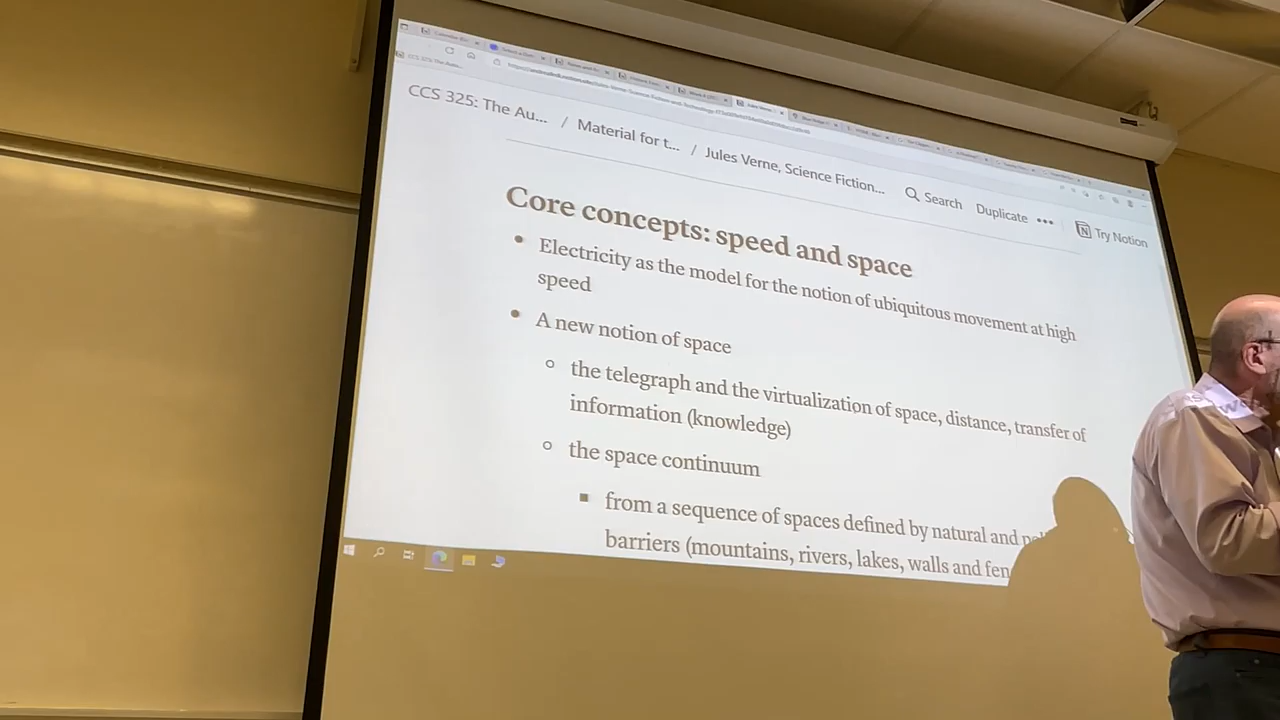 CCS 325: The Au... / Material for t... / Jules Verne, Science Fiction... Search Duplicate ••• Try Notion
Core concepts: speed and space
• Electricity as the model for the notion of ubiquitous movement at high
speed
• A new notion of space
○ the telegraph and the virtualization of space, distance, transfer of
information (knowledge)
○ the space continuum
▪ from a sequence of spaces defined by natural and
barriers (mountains, rivers, lakes, walls and fen